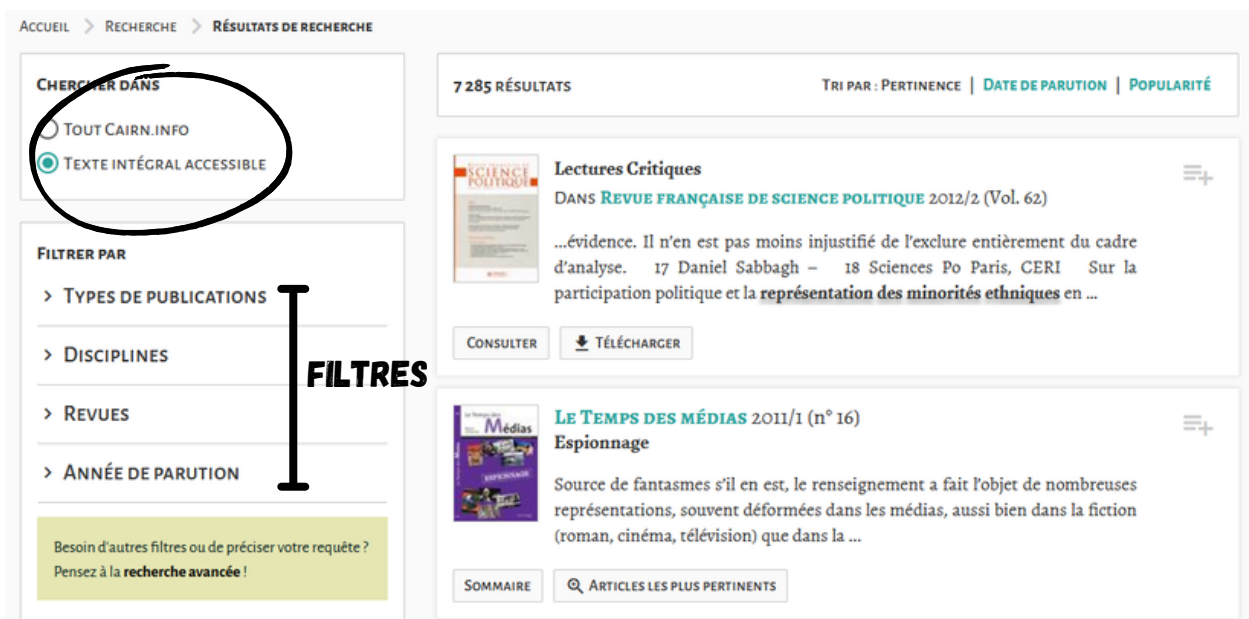 Accueil > Recherche > Résultats de recherche
Chercher dans
Tout Cairn.info
Texte intégral accessible
Filtrer par
> Types de publications
> Disciplines
> Revues
> Année de parution
FILTRES
Besoin d'autres filtres ou de préciser votre requête ?
Pensez à la recherche avancée !
7 285 résultats
Tri par : Pertinence | Date de parution | Popularité
SCIENCE
POLITIQUE
Lectures Critiques
Dans Revue française de science politique 2012/2 (Vol. 62)
...évidence. Il n'en est pas moins injustifié de l'exclure entièrement du cadre
d'analyse. 17 Daniel Sabbagh – 18 Sciences Po Paris, CERI Sur la
participation politique et la représentation des minorités ethniques en ...
Consulter
Télécharger
Le Temps des
Médias
ESPIONNAGE
Le Temps des médias 2011/1 (n° 16)
Espionnage
Source de fantasmes s'il en est, le renseignement a fait l'objet de nombreuses
représentations, souvent déformées dans les médias, aussi bien dans la fiction
(roman, cinéma, télévision) que dans la ...
Sommaire
Articles les plus pertinents